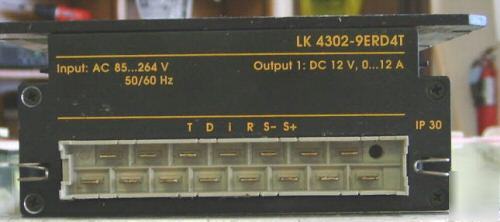 LK 4302-9ERD4T
Input: AC 85...264 V
50/60 Hz
Output 1: DC 12 V, 0...12 A
T D I R S- S+
IP 30